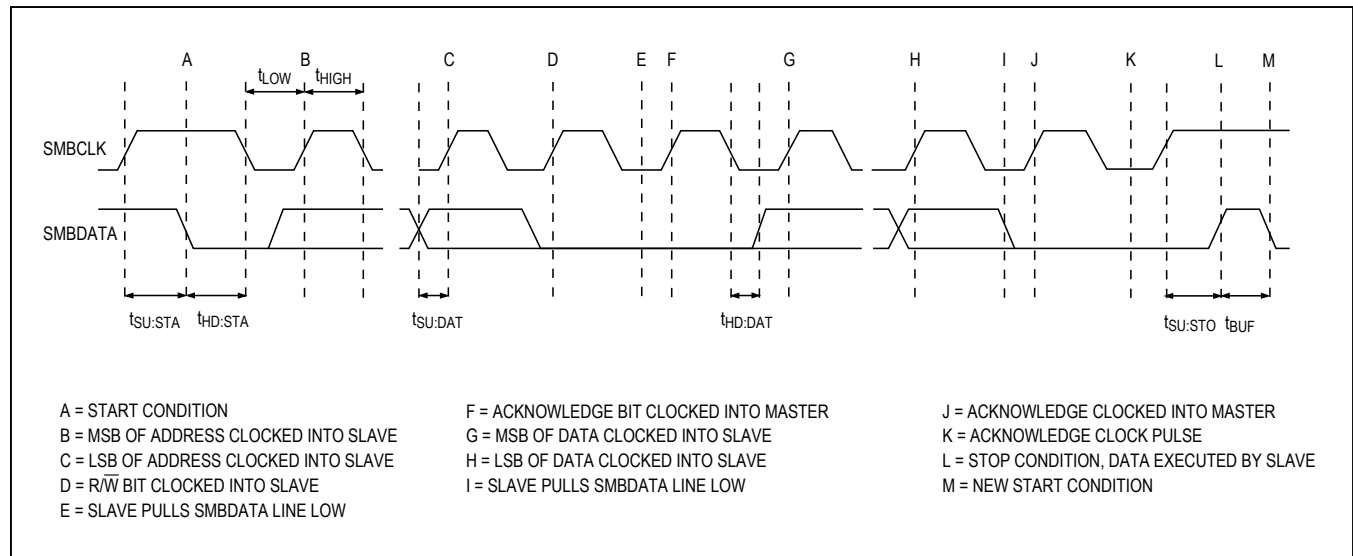 A B C D E F G H I J K L M
tLOW tHIGH
SMBCLK
SMBDATA
tSU:STA tHD:STA tSU:DAT tHD:DAT tSU:STO tBUF
A = START CONDITION
B = MSB OF ADDRESS CLOCKED INTO SLAVE
C = LSB OF ADDRESS CLOCKED INTO SLAVE
D = R/W̅ BIT CLOCKED INTO SLAVE
E = SLAVE PULLS SMBDATA LINE LOW
F = ACKNOWLEDGE BIT CLOCKED INTO MASTER
G = MSB OF DATA CLOCKED INTO SLAVE
H = LSB OF DATA CLOCKED INTO SLAVE
I = SLAVE PULLS SMBDATA LINE LOW
J = ACKNOWLEDGE CLOCKED INTO MASTER
K = ACKNOWLEDGE CLOCK PULSE
L = STOP CONDITION, DATA EXECUTED BY SLAVE
M = NEW START CONDITION